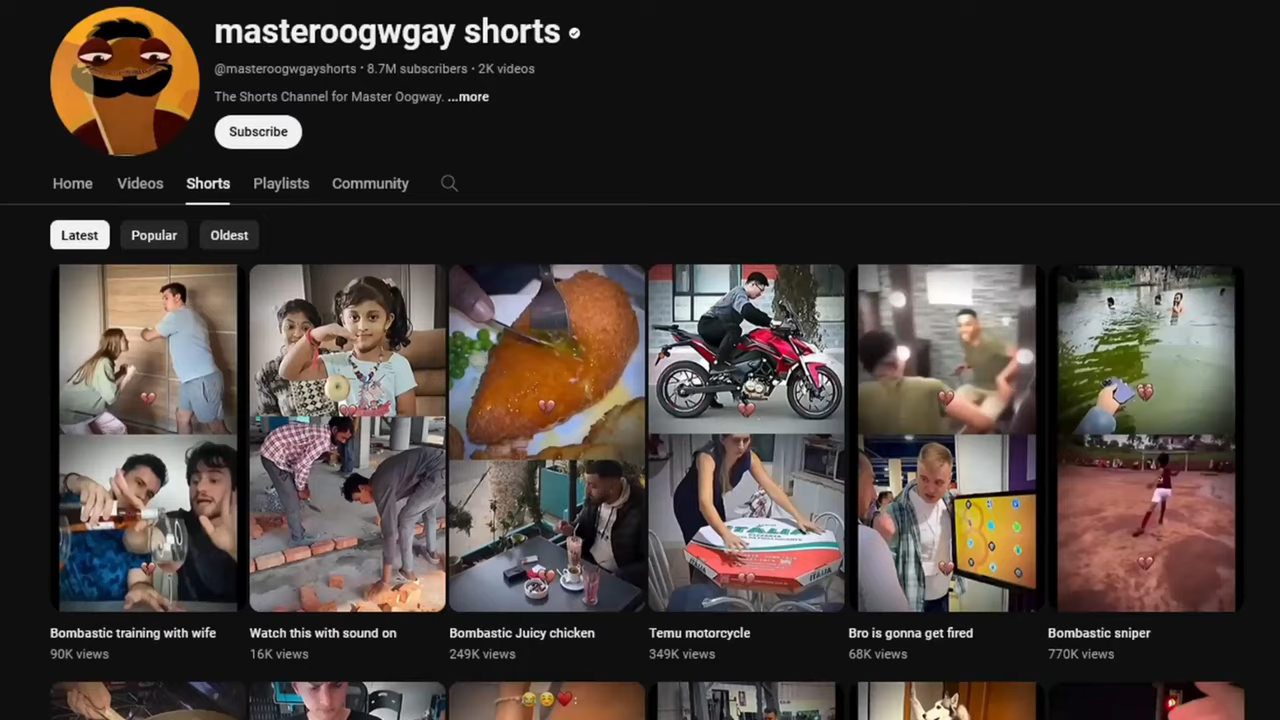 masteroogwgay shorts
@masteroogwgayshorts • 8.7M subscribers • 2K videos
The Shorts Channel for Master Oogway. ...more
Subscribe
Home Videos Shorts Playlists Community
Latest Popular Oldest
ITALIA
ITALIA
Bombastic training with wife
90K views
Watch this with sound on
16K views
Bombastic Juicy chicken
249K views
Temu motorcycle
349K views
Bro is gonna get fired
68K views
Bombastic sniper
770K views